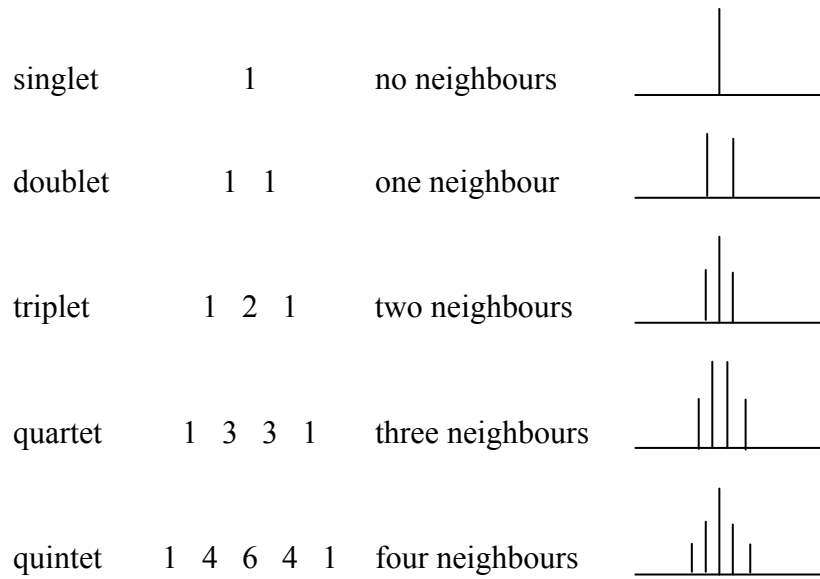 singlet 1 no neighbours
doublet 1 1 one neighbour
triplet 1 2 1 two neighbours
quartet 1 3 3 1 three neighbours
quintet 1 4 6 4 1 four neighbours